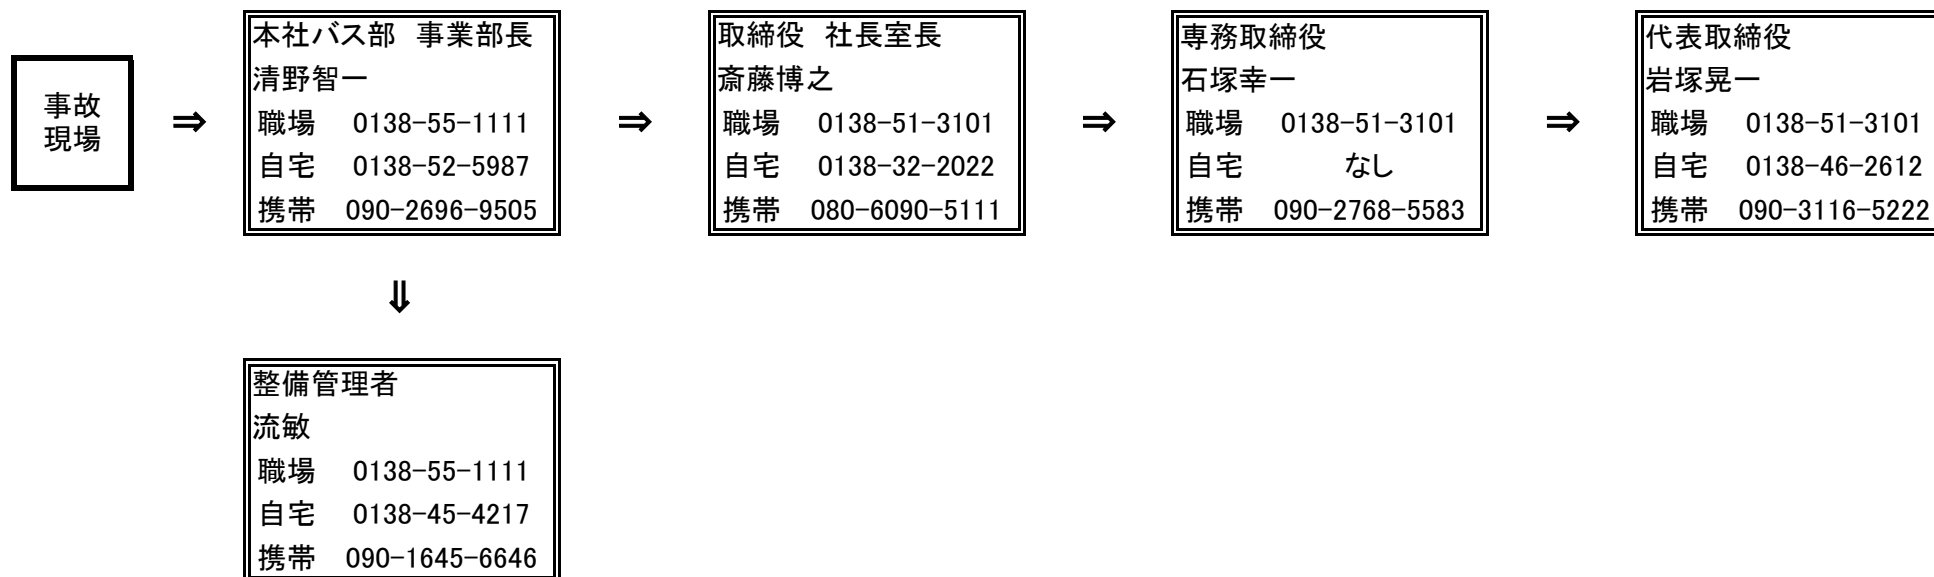 事故
現場
⇒
本社バス部　事業部長
清野智一
職場　0138-55-1111
自宅　0138-52-5987
携帯　090-2696-9505
⇒
取締役　社長室長
斎藤博之
職場　0138-51-3101
自宅　0138-32-2022
携帯　080-6090-5111
⇒
専務取締役
石塚幸一
職場　0138-51-3101
自宅　なし
携帯　090-2768-5583
⇒
代表取締役
岩塚晃一
職場　0138-51-3101
自宅　0138-46-2612
携帯　090-3116-5222
⇓
整備管理者
流敏
職場　0138-55-1111
自宅　0138-45-4217
携帯　090-1645-6646